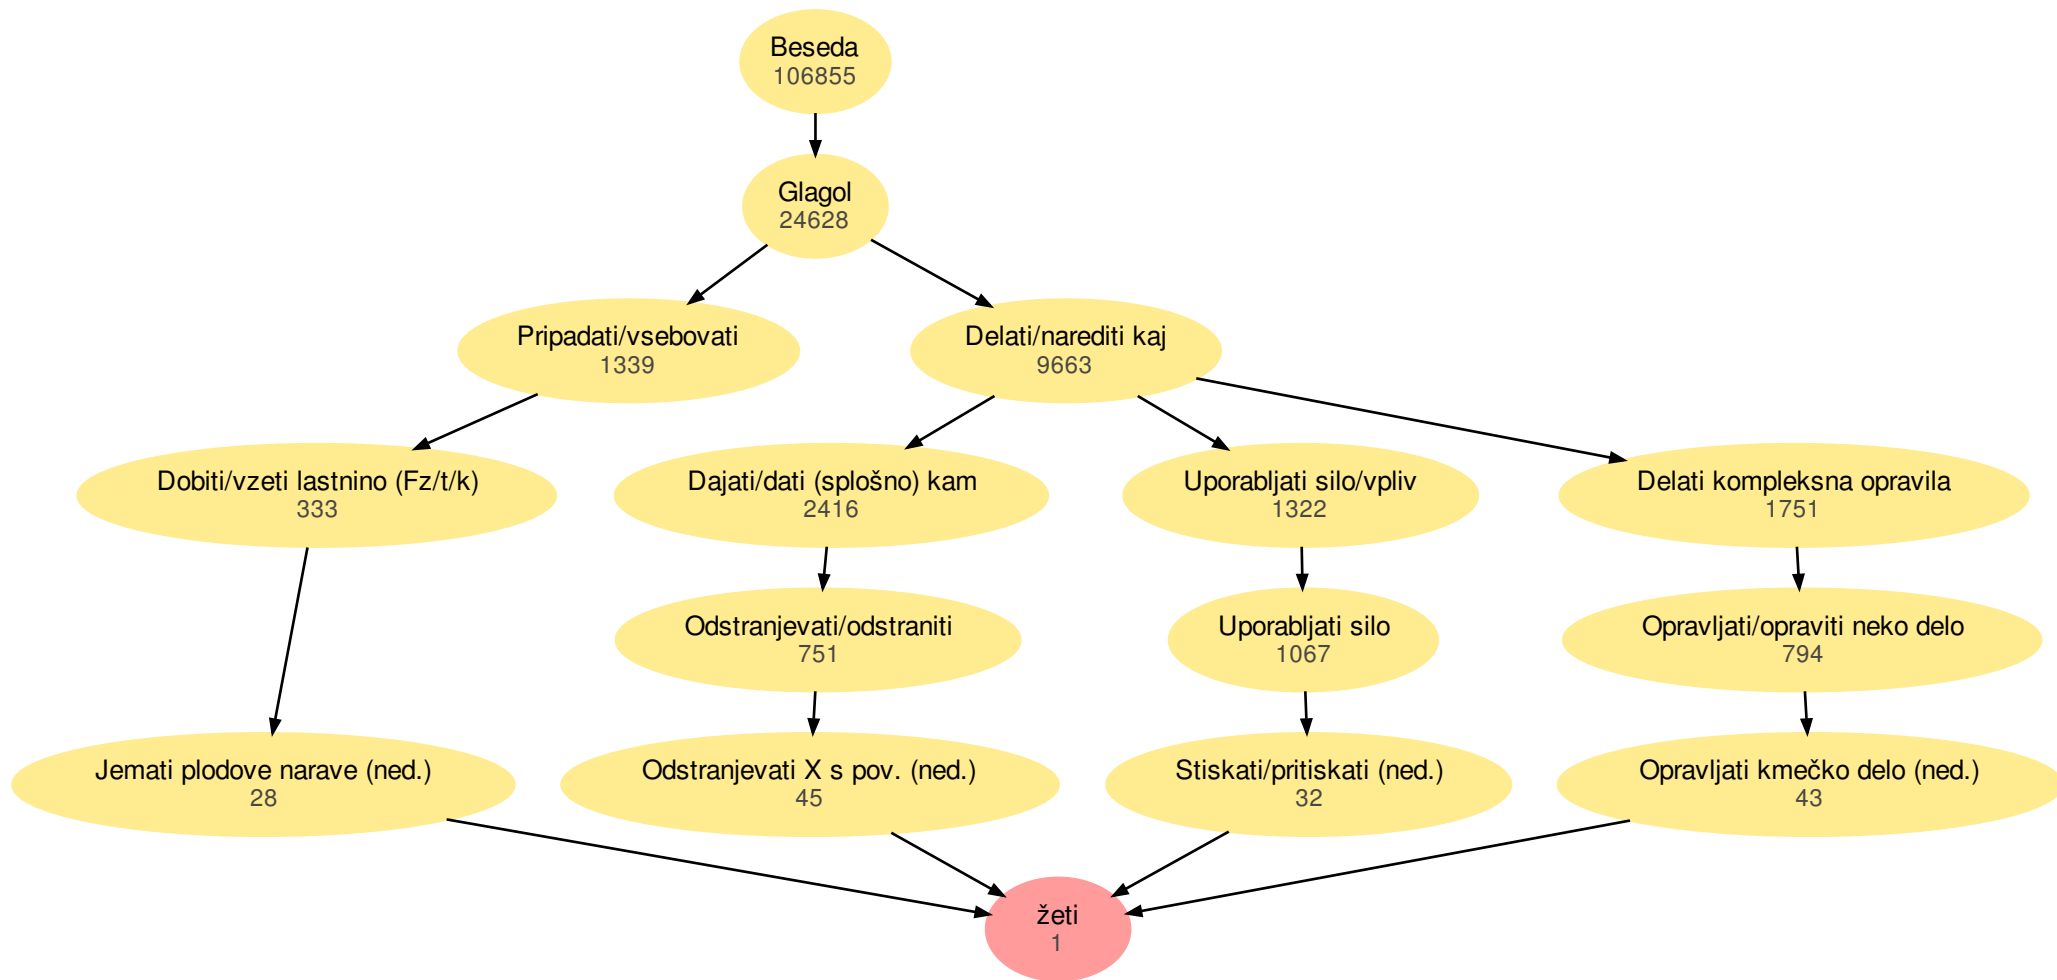 Beseda
106855
Glagol
24628
Pripadati/vsebovati
1339
Delati/narediti kaj
9663
Dobiti/vzeti lastnino (Fz/t/k)
333
Dajati/dati (splošno) kam
2416
Uporabljati silo/vpliv
1322
Delati kompleksna opravila
1751
Odstranjevati/odstraniti
751
Uporabljati silo
1067
Opravljati/opraviti neko delo
794
Jemati plodove narave (ned.)
28
Odstranjevati X s pov. (ned.)
45
Stiskati/pritiskati (ned.)
32
Opravljati kmečko delo (ned.)
43
žeti
1